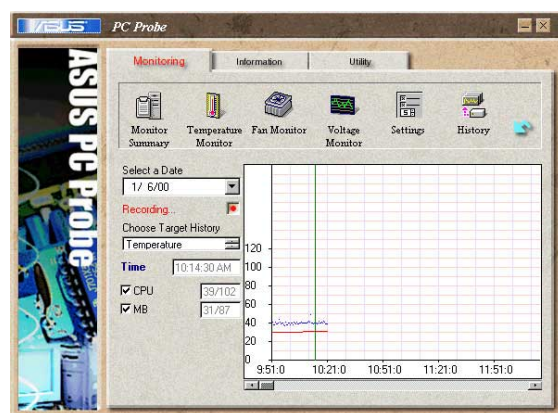 ASUS PC Probe
ASUS PC Probe
Monitoring Information Utility
Monitor Summary
Temperature Monitor
Fan Monitor
Voltage Monitor
Settings
History
Select a Date
1/ 6/00
Recording...
Choose Target History
Temperature
Time 10:14:30 AM
CPU 39/102
MB 31/87
120
100
80
60
40
20
0
9:51:0 10:21:0 10:51:0 11:21:0 11:51:0